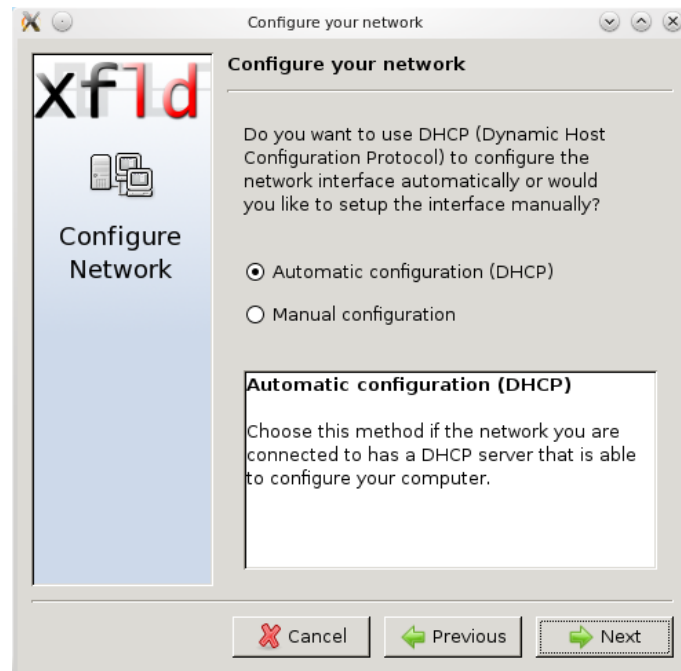 Configure your network
xfld
Configure
Network
Configure your network
Do you want to use DHCP (Dynamic Host
Configuration Protocol) to configure the
network interface automatically or would
you like to setup the interface manually?
Automatic configuration (DHCP)
Manual configuration
Automatic configuration (DHCP)
Choose this method if the network you are
connected to has a DHCP server that is able
to configure your computer.
Cancel
Previous
Next